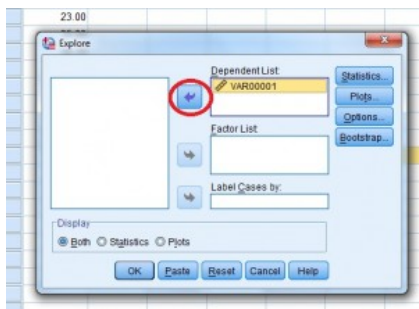 23.00
Explore
Dependent List:
VAR00001
Statistics...
Plots...
Options...
Bootstrap...
Factor List:
Label Cases by:
Display
Both Statistics Plots
OK Paste Reset Cancel Help